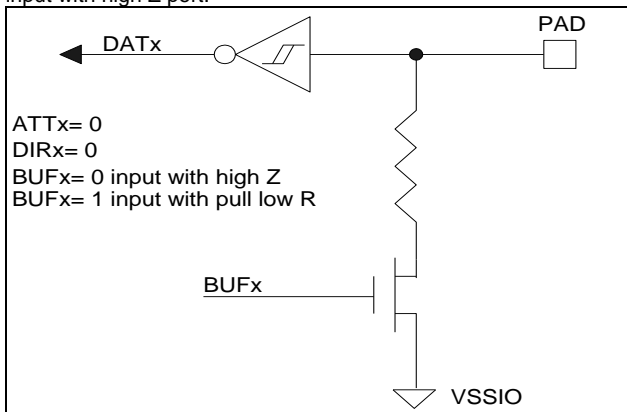 input with high Z port.
PAD
DATx
ATTx= 0
DIRx= 0
BUFx= 0 input with high Z
BUFx= 1 input with pull low R
BUFx
VSSIO